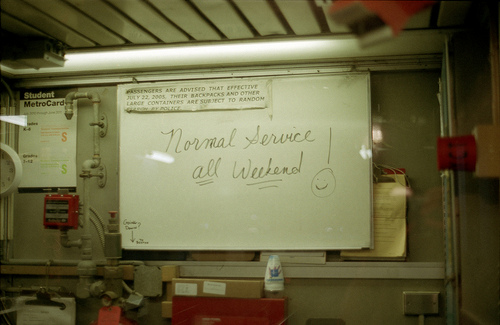 Student
MetroCard
PASSENGERS ARE ADVISED THAT EFFECTIVE
JULY 22, 2005, THEIR BACKPACKS AND OTHER
LARGE CONTAINERS ARE SUBJECT TO RANDOM
SEARCH BY POLICE
Normal Service
all Weekend!